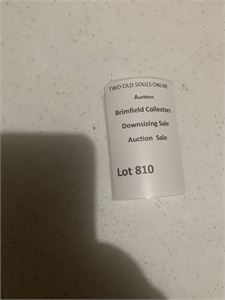 TWO OLD SOULS ONLINE
Auctions
Brimfield Collectors
Downsizing Sale
Auction Sale
Lot 810